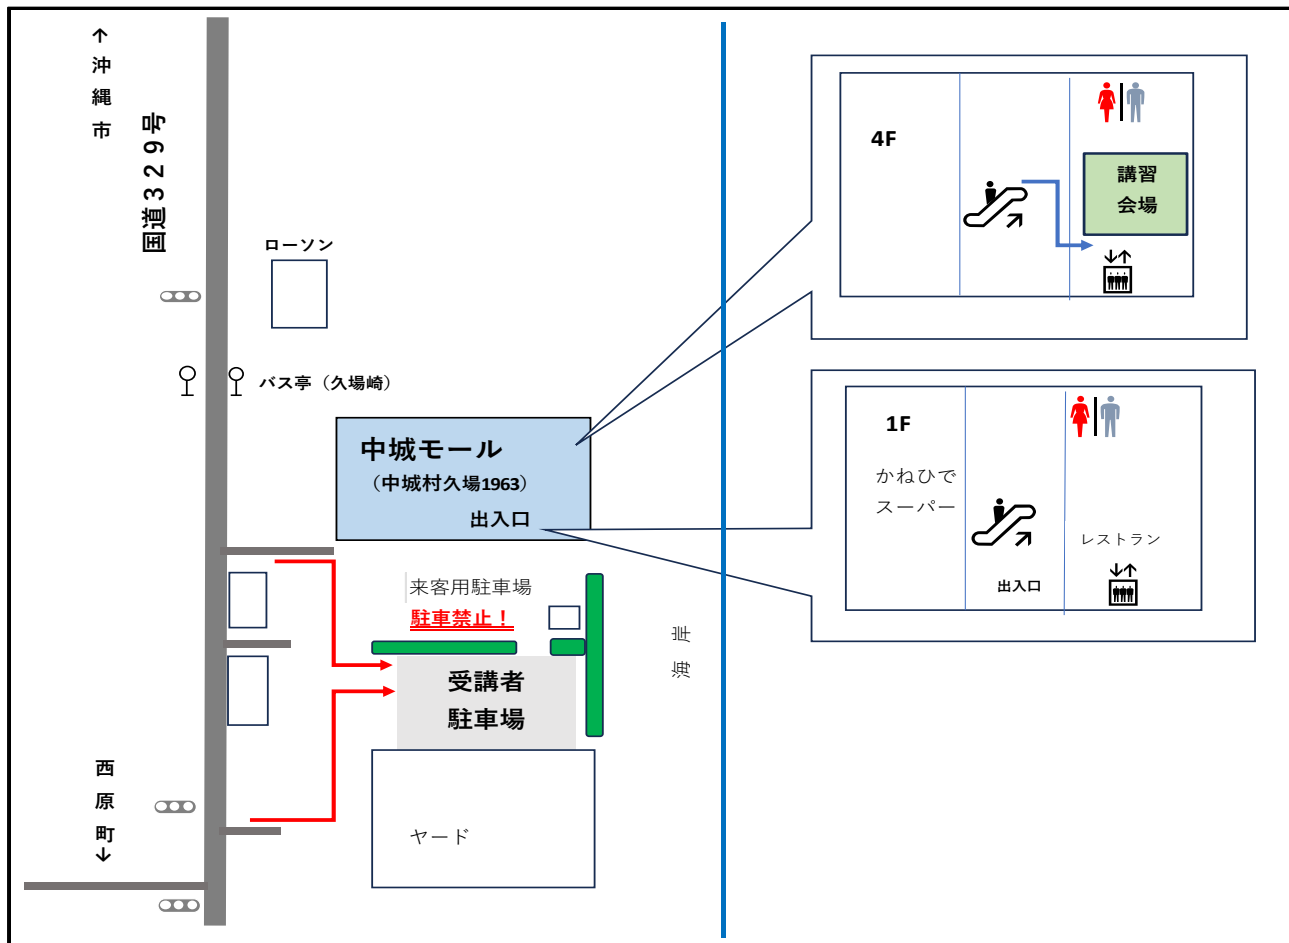 ↑沖縄市
国道３２９号
ローソン
バス亭（久場崎）
中城モール
（中城村久場1963）
出入口
来客用駐車場
駐車禁止！
受講者
駐車場
ヤード
西原町↓
海岸
4F
講習
会場
1F
かねひで
スーパー
レストラン
出入口